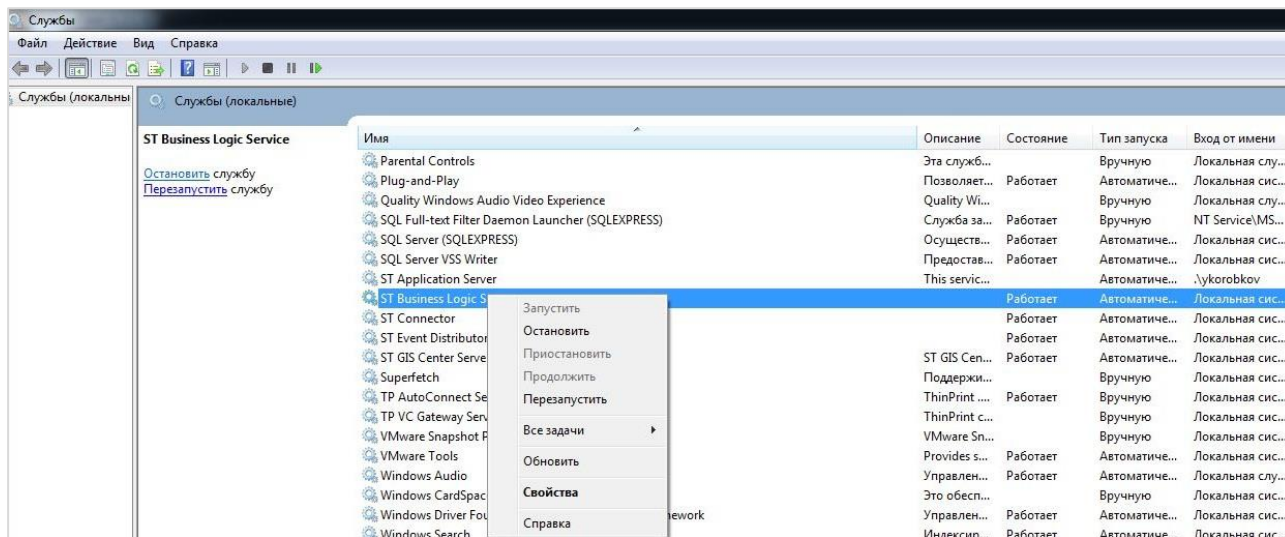 Службы
Файл Действие Вид Справка
Службы (локальны
Службы (локальные)
ST Business Logic Service
Остановить службу
Перезапустить службу
Имя Описание Состояние Тип запуска Вход от имени
Parental Controls Эта служб... Вручную Локальная слу...
Plug-and-Play Позволяет... Работает Автоматиче... Локальная сис...
Quality Windows Audio Video Experience Quality Wi... Вручную Локальная слу...
SQL Full-text Filter Daemon Launcher (SQLEXPRESS) Служба за... Работает Вручную NT Service\MS...
SQL Server (SQLEXPRESS) Осуществ... Работает Автоматиче... Локальная сис...
SQL Server VSS Writer Предостав... Работает Автоматиче... Локальная сис...
ST Application Server This servic... Автоматиче... .\ykorobkov
ST Business Logic S Работает Автоматиче... Локальная сис...
ST Connector Работает Автоматиче... Локальная сис...
ST Event Distributor Работает Автоматиче... Локальная сис...
ST GIS Center Serve ST GIS Cen... Работает Автоматиче... Локальная сис...
Superfetch Поддержи... Вручную Локальная сис...
TP AutoConnect Se ThinPrint .... Работает Вручную Локальная сис...
TP VC Gateway Serv ThinPrint c... Вручную Локальная сис...
VMware Snapshot P VMware Sn... Вручную Локальная сис...
VMware Tools Provides s... Работает Автоматиче... Локальная сис...
Windows Audio Управлен... Работает Автоматиче... Локальная слу...
Windows CardSpac Это обесп... Вручную Локальная сис...
Windows Driver Fou ework Управлен... Работает Автоматиче... Локальная сис...
Windows Search Индексир... Работает Автоматиче... Локальная сис...
Запустить
Остановить
Приостановить
Продолжить
Перезапустить
Все задачи
Обновить
Свойства
Справка